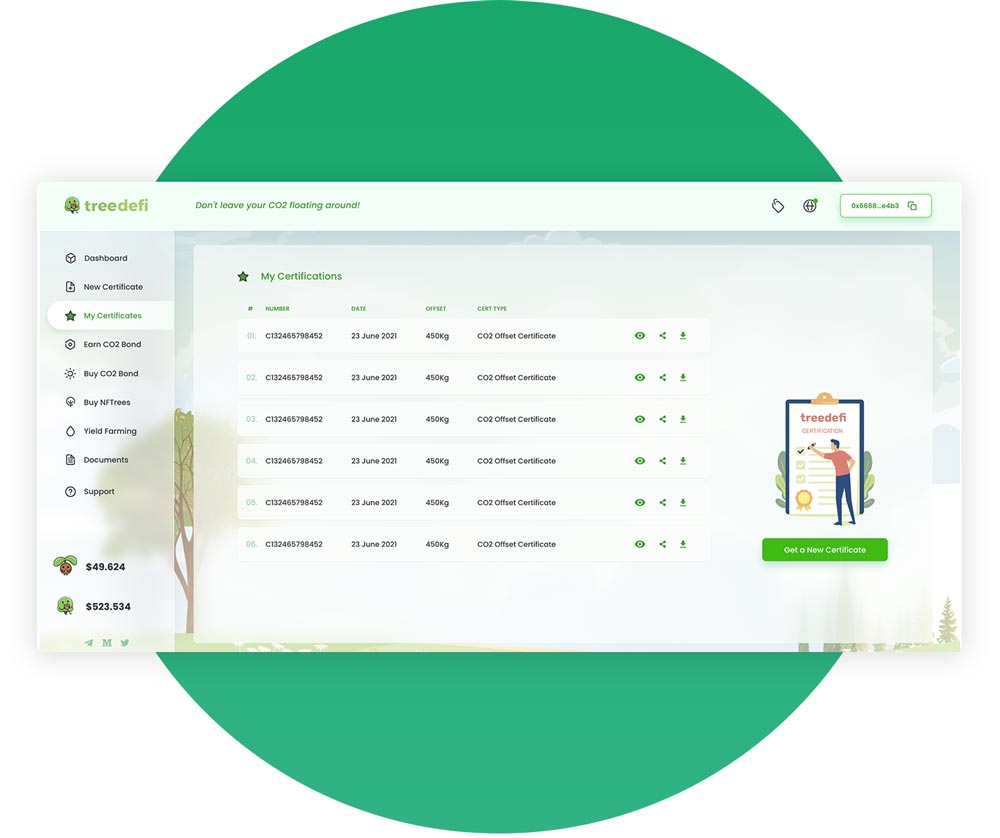 treedefi
Don't leave your CO2 floating around!
0x6688...e4b3
Dashboard
New Certificate
My Certificates
Earn CO2 Bond
Buy CO2 Bond
Buy NFTrees
Yield Farming
Documents
Support
$49.624
$523.534
My Certifications
# NUMBER DATE OFFSET CERT TYPE
01. C132465798452 23 June 2021 450Kg CO2 Offset Certificate
02. C132465798452 23 June 2021 450Kg CO2 Offset Certificate
03. C132465798452 23 June 2021 450Kg CO2 Offset Certificate
04. C132465798452 23 June 2021 450Kg CO2 Offset Certificate
05. C132465798452 23 June 2021 450Kg CO2 Offset Certificate
06. C132465798452 23 June 2021 450Kg CO2 Offset Certificate
treedefi
CERTIFICATION
Get a New Certificate